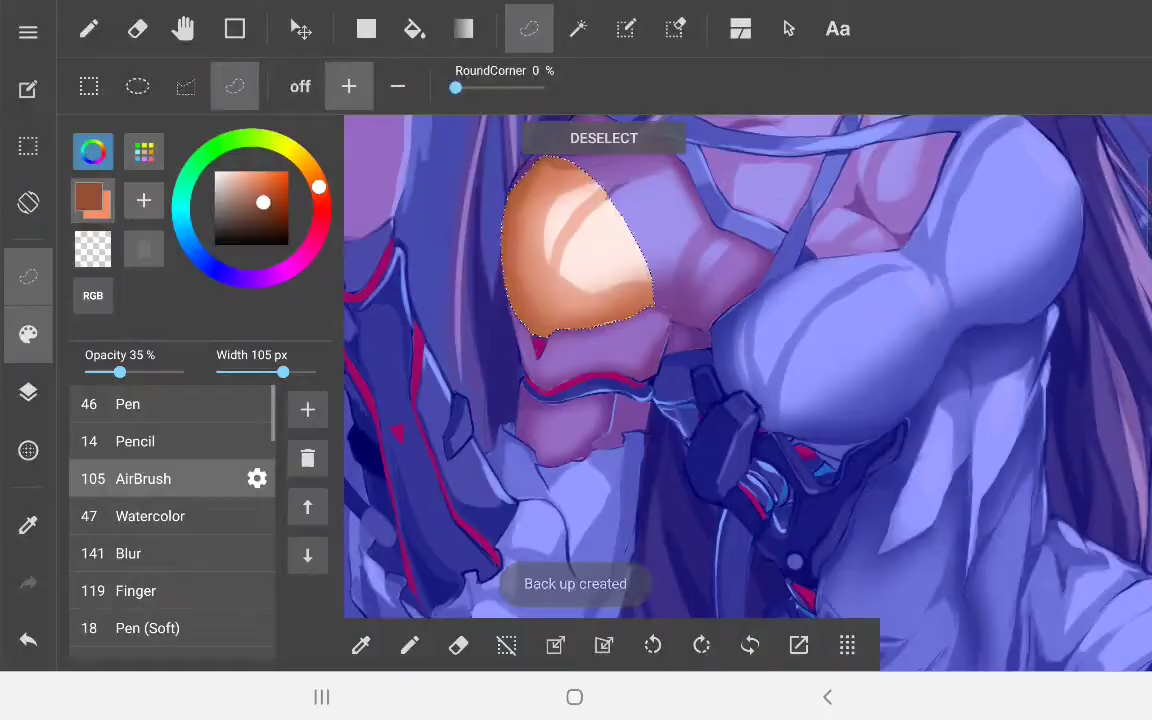 Aa
off
RoundCorner 0 %
DESELECT
RGB
Opacity 35 %
Width 105 px
46 Pen
14 Pencil
105 AirBrush
47 Watercolor
141 Blur
119 Finger
18 Pen (Soft)
Back up created